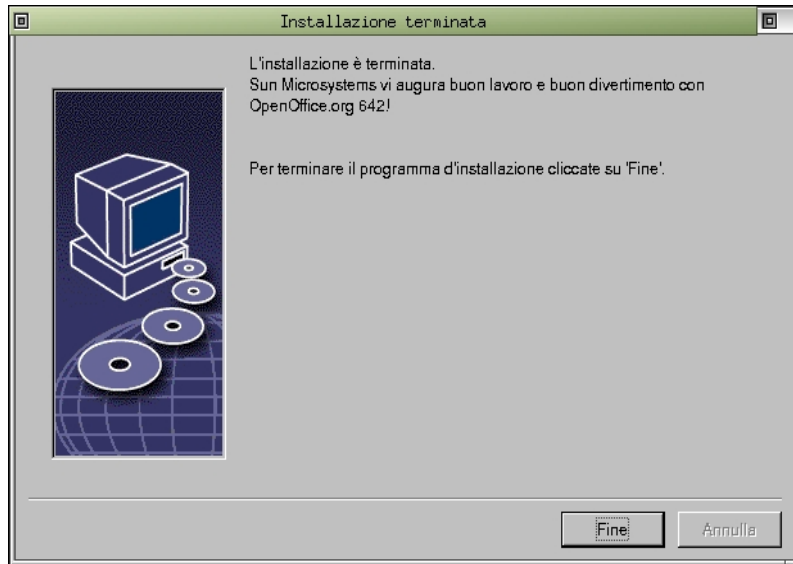 Installazione terminata
L'installazione è terminata.
Sun Microsystems vi augura buon lavoro e buon divertimento con
OpenOffice.org 642!
Per terminare il programma d'installazione cliccate su 'Fine'.
Fine
Annulla